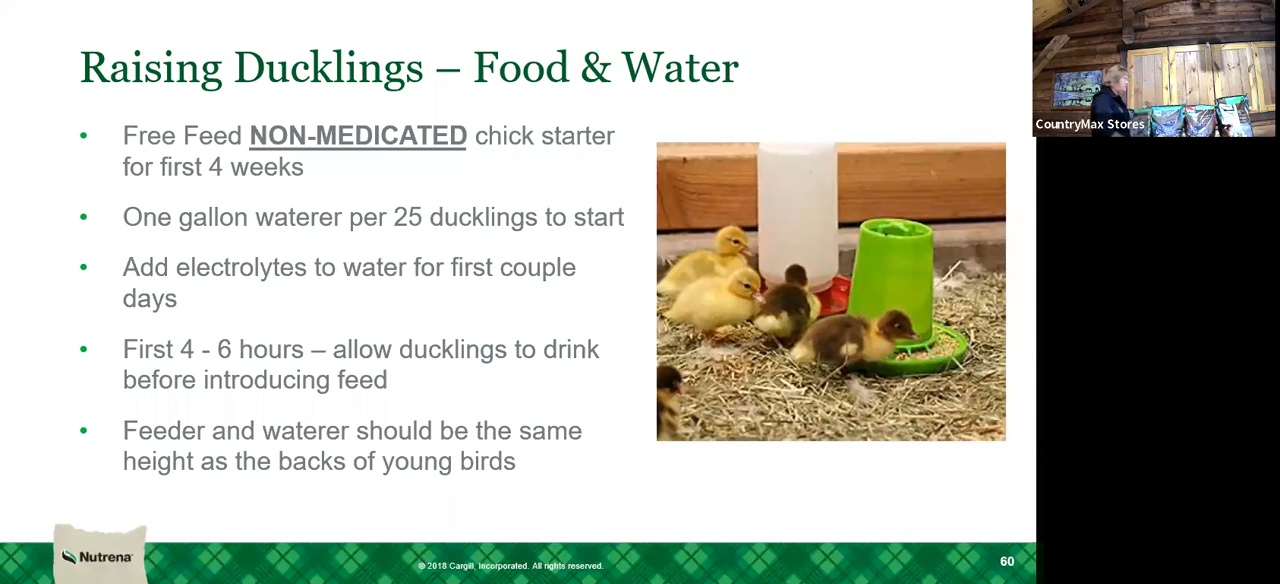 Raising Ducklings – Food & Water
• Free Feed NON-MEDICATED chick starter
for first 4 weeks
• One gallon waterer per 25 ducklings to start
• Add electrolytes to water for first couple
days
• First 4 - 6 hours – allow ducklings to drink
before introducing feed
• Feeder and waterer should be the same
height as the backs of young birds
CountryMax Stores
Nutrena
© 2018 Cargill, Incorporated. All rights reserved.
60